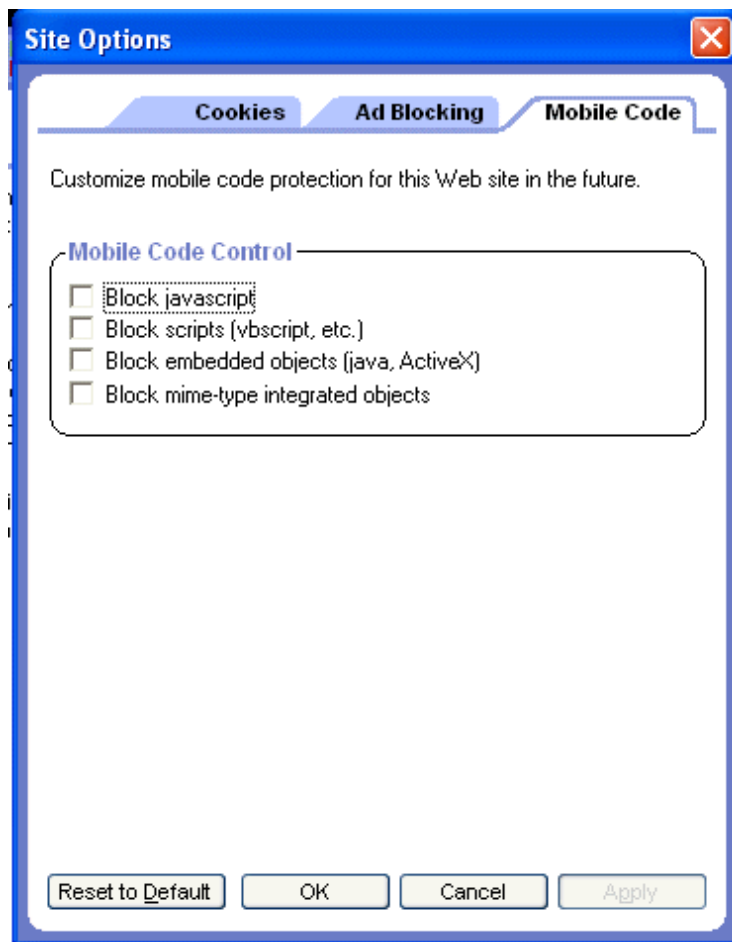 Site Options
Cookies Ad Blocking Mobile Code
Customize mobile code protection for this Web site in the future.
Mobile Code Control
Block javascript
Block scripts (vbscript, etc.)
Block embedded objects (java, ActiveX)
Block mime-type integrated objects
Reset to Default OK Cancel Apply